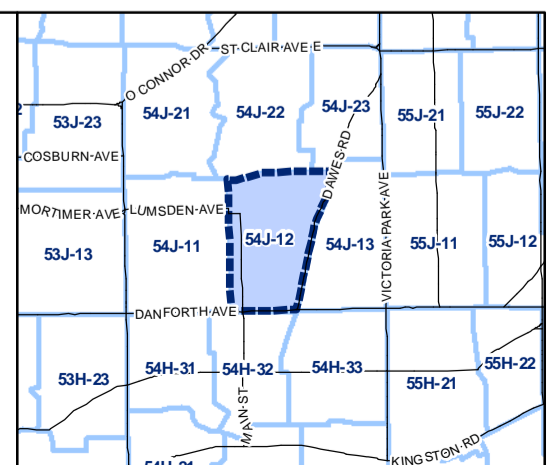 ST CLAIR AVE E
O CONNOR DR
53J-23
54J-21
54J-22
54J-23
55J-21
55J-22
COSBURN AVE
DAWES RD
MORTIMER AVE
LUMSDEN AVE
VICTORIA PARK AVE
53J-13
54J-11
54J-12
54J-13
55J-11
55J-12
DANFORTH AVE
53H-23
54H-31
54H-32
54H-33
55H-21
55H-22
MAIN ST
KINGSTON RD